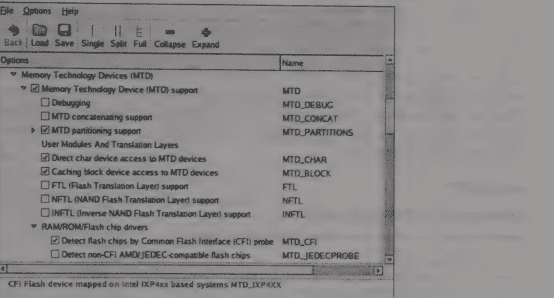 File Options Help
Back Load Save Single Split Full Collapse Expand
Options Name
Memory Technology Devices (MTD)
Memory Technology Device (MTD) support MTD
Debugging MTD_DEBUG
MTD concatenating support MTD_CONCAT
MTD partitioning support MTD_PARTITIONS
User Modules And Translation Layers
Direct char device access to MTD devices MTD_CHAR
Caching block device access to MTD devices MTD_BLOCK
FTL (Flash Translation Layer) support FTL
NFTL (NAND Flash Translation Layer) support NFTL
INFTL (Inverse NAND Flash Translation Layer) support INFTL
RAM/ROM/Flash chip drivers
Detect flash chips by Common Flash Interface (CFI) probe MTD_CFI
Detect non-CFI AMD/JEDEC-compatible flash chips MTD_JEDECPROBE
CFI Flash device mapped on Intel IXP4xx based systems MTD_IXP4XX